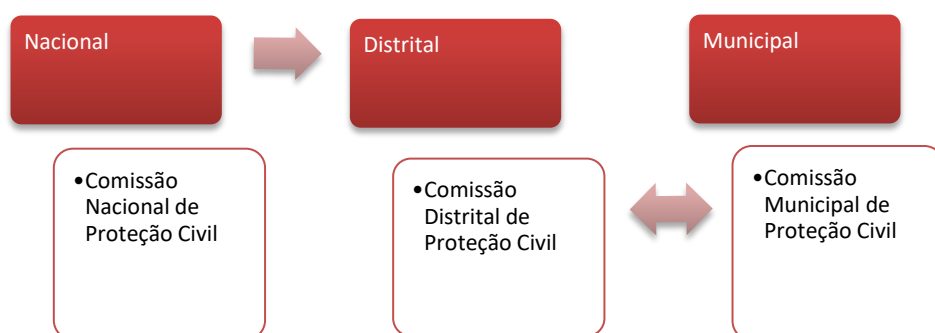 Nacional
Distrital
Municipal
•Comissão
Nacional de
Proteção Civil
•Comissão
Distrital de
Proteção Civil
•Comissão
Municipal de
Proteção Civil